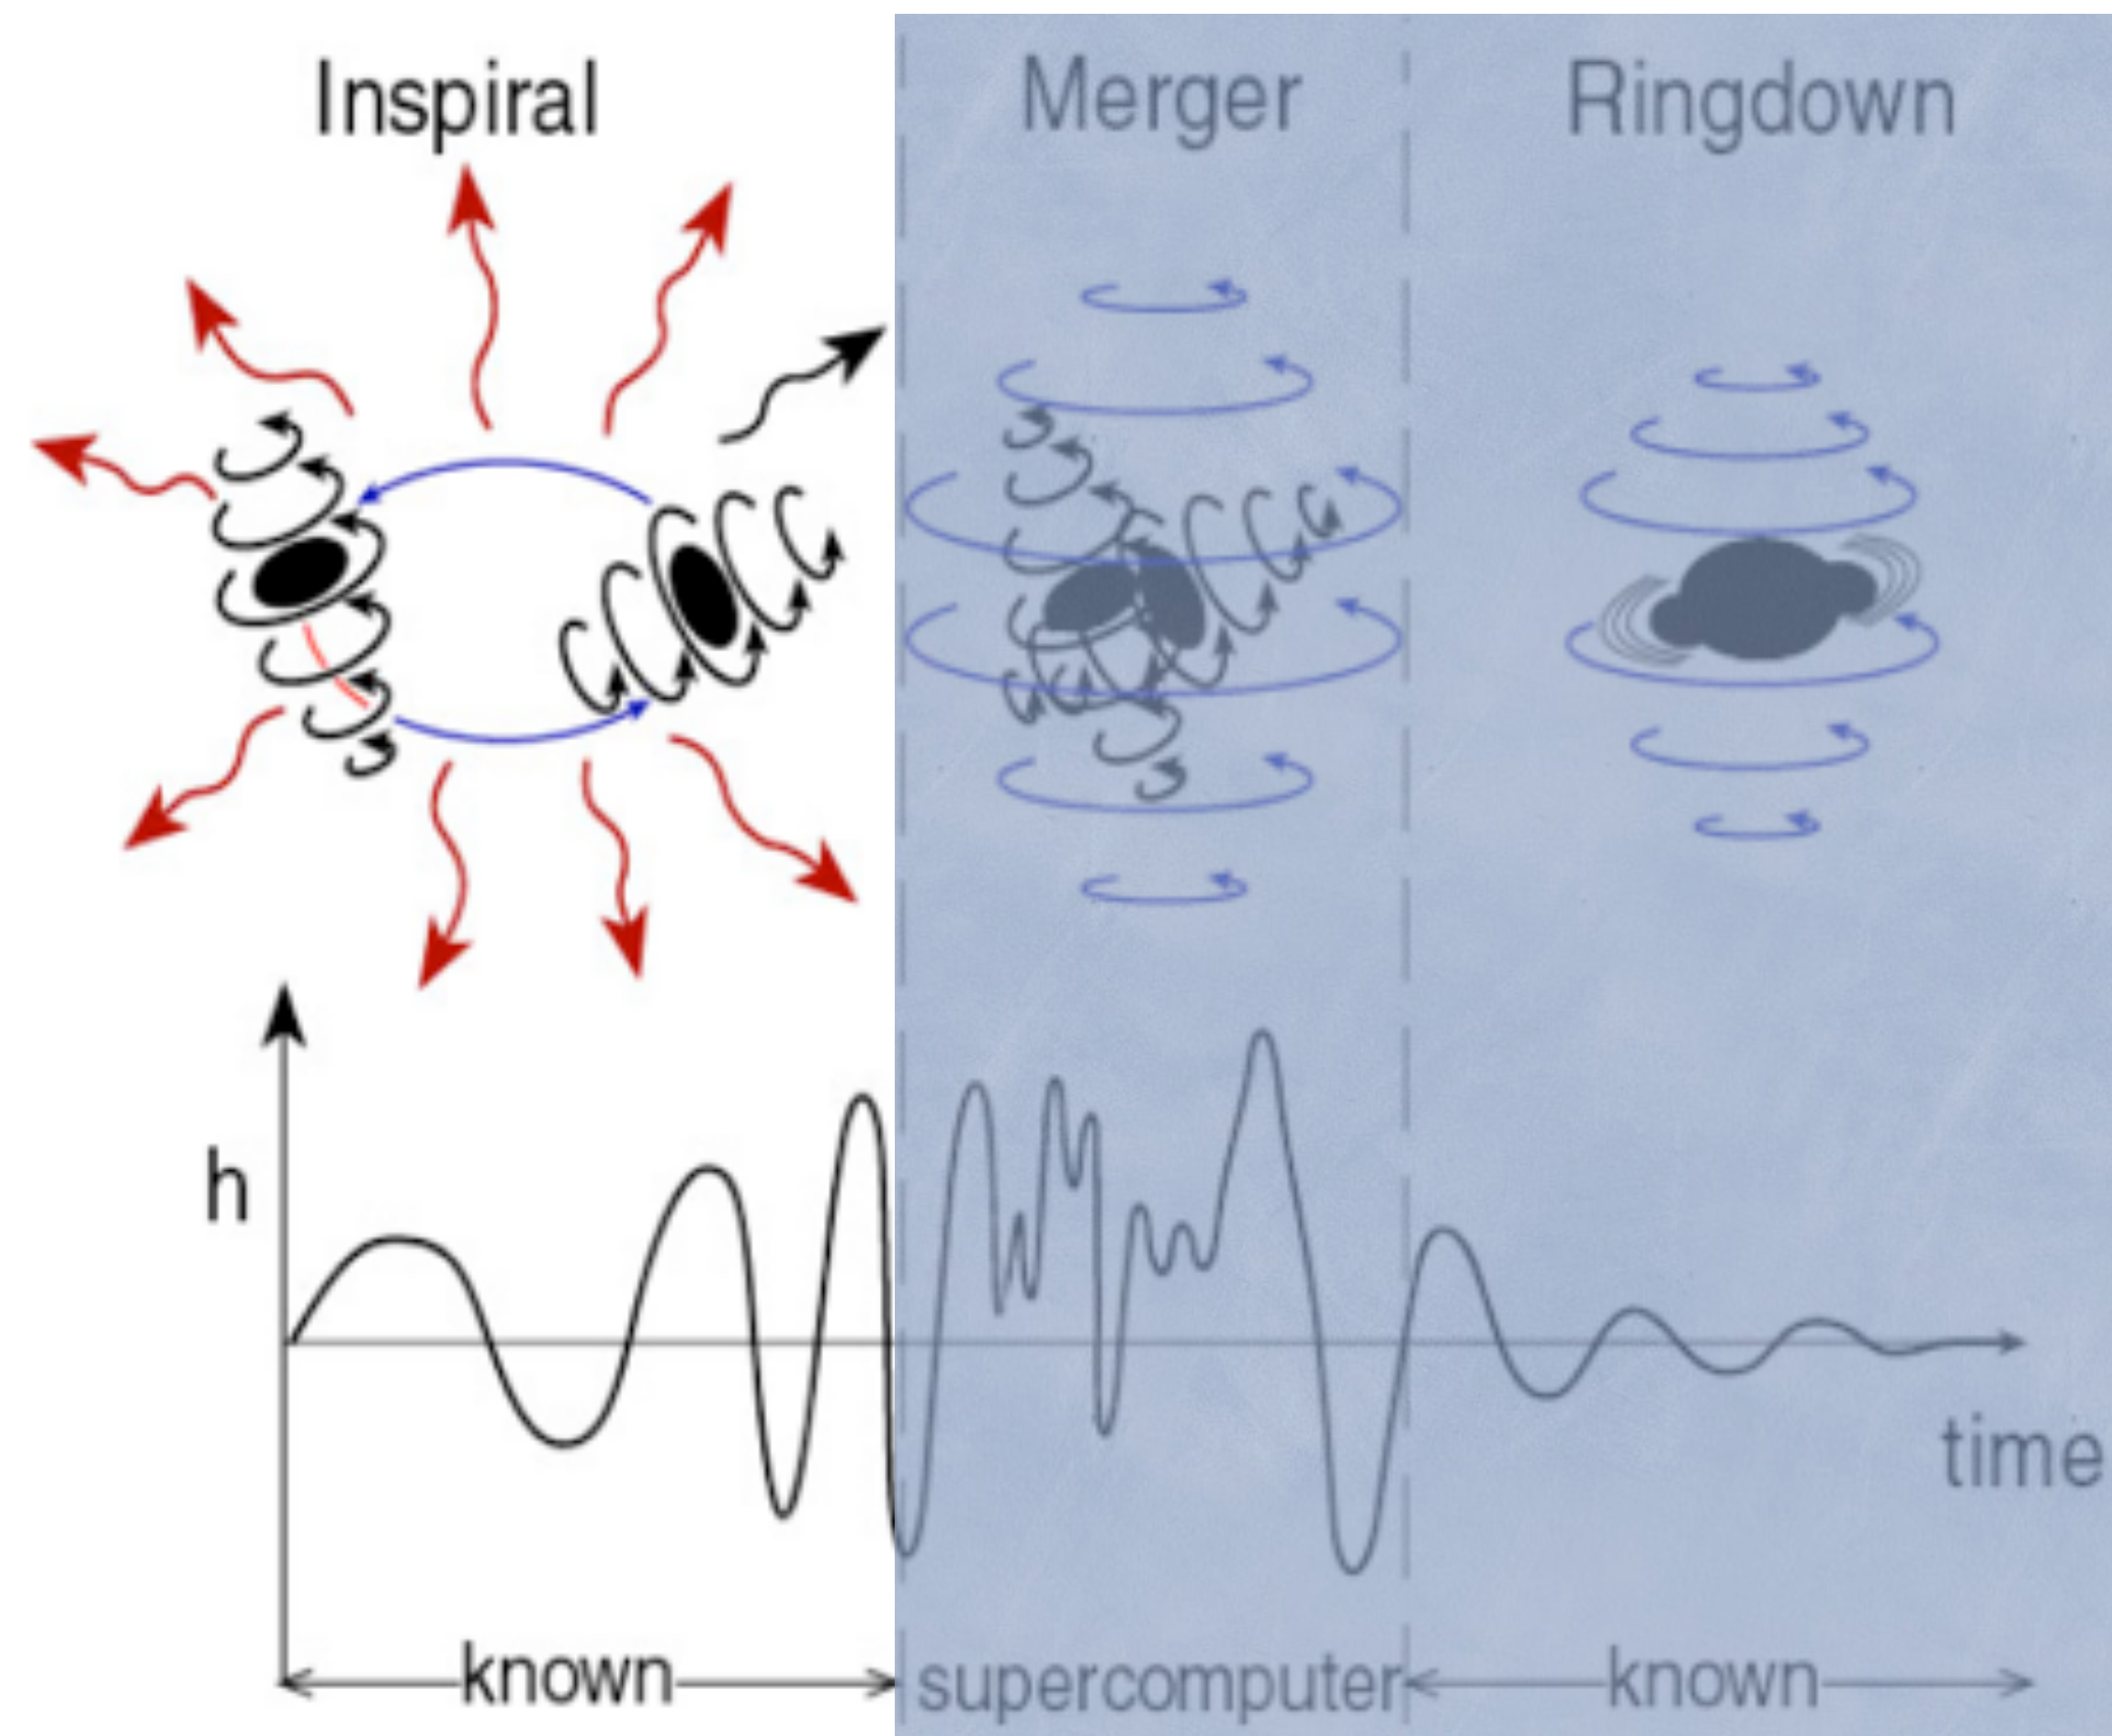 Inspiral
Merger
Ringdown
h
time
known
supercomputer
known